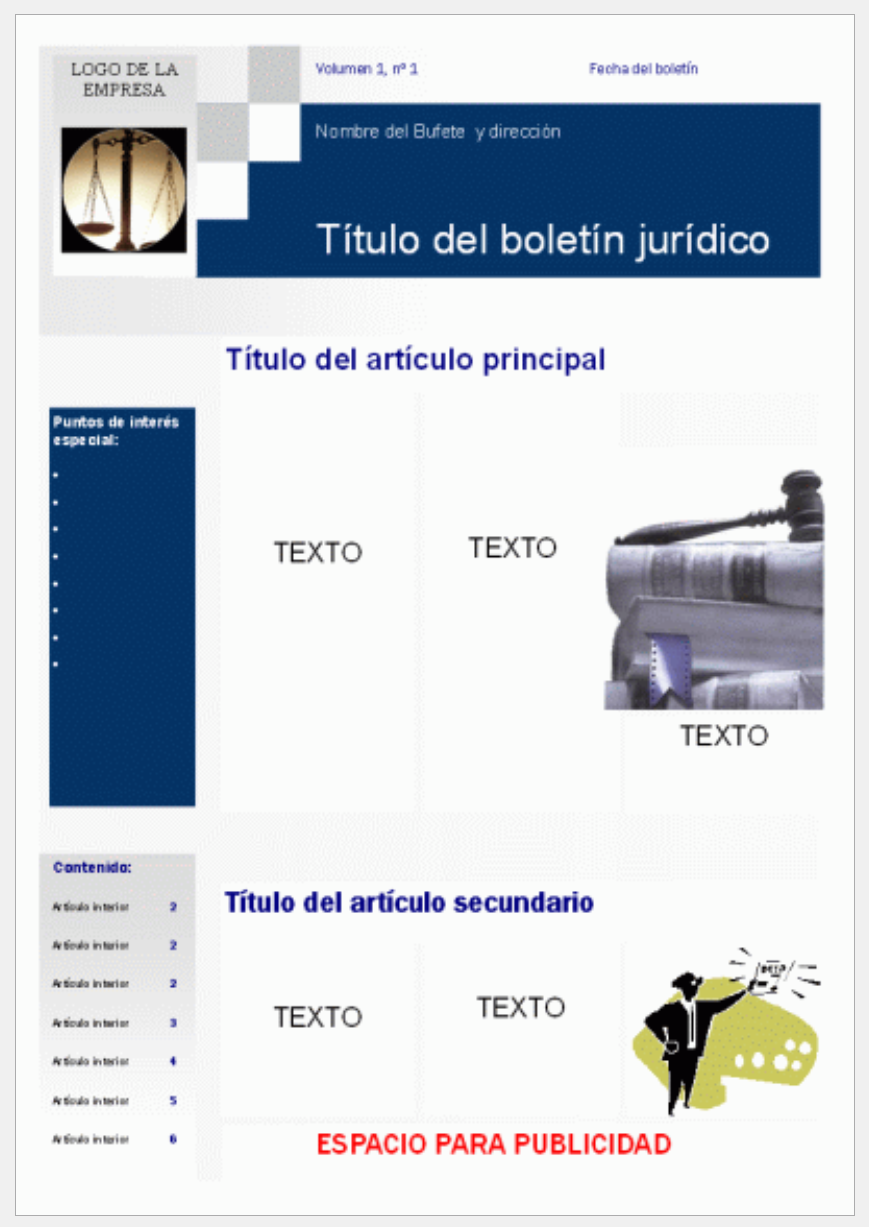 LOGO DE LA
EMPRESA
Volumen 1, nº 1
Fecha del boletín
Nombre del Bufete y dirección
Título del boletín jurídico
Título del artículo principal
Puntos de interés
especial:
TEXTO
TEXTO
TEXTO
Contenido:
Artículo interior 2
Artículo interior 2
Artículo interior 2
Artículo interior 3
Artículo interior 4
Artículo interior 5
Artículo interior 6
Título del artículo secundario
TEXTO
TEXTO
ESPACIO PARA PUBLICIDAD